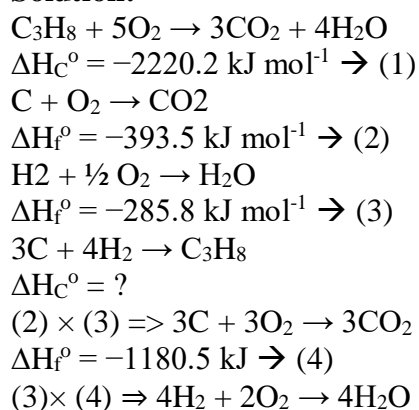 C₃H₈ + 5O₂ → 3CO₂ + 4H₂O
ΔH_C° = −2220.2 kJ mol⁻¹ → (1)
C + O₂ → CO2
ΔH_f° = −393.5 kJ mol⁻¹ → (2)
H2 + ½ O₂ → H₂O
ΔH_f° = −285.8 kJ mol⁻¹ → (3)
3C + 4H₂ → C₃H₈
ΔH_C° = ?
(2) × (3) => 3C + 3O₂ → 3CO₂
ΔH_f° = −1180.5 kJ → (4)
(3)× (4) ⇒ 4H₂ + 2O₂ → 4H₂O